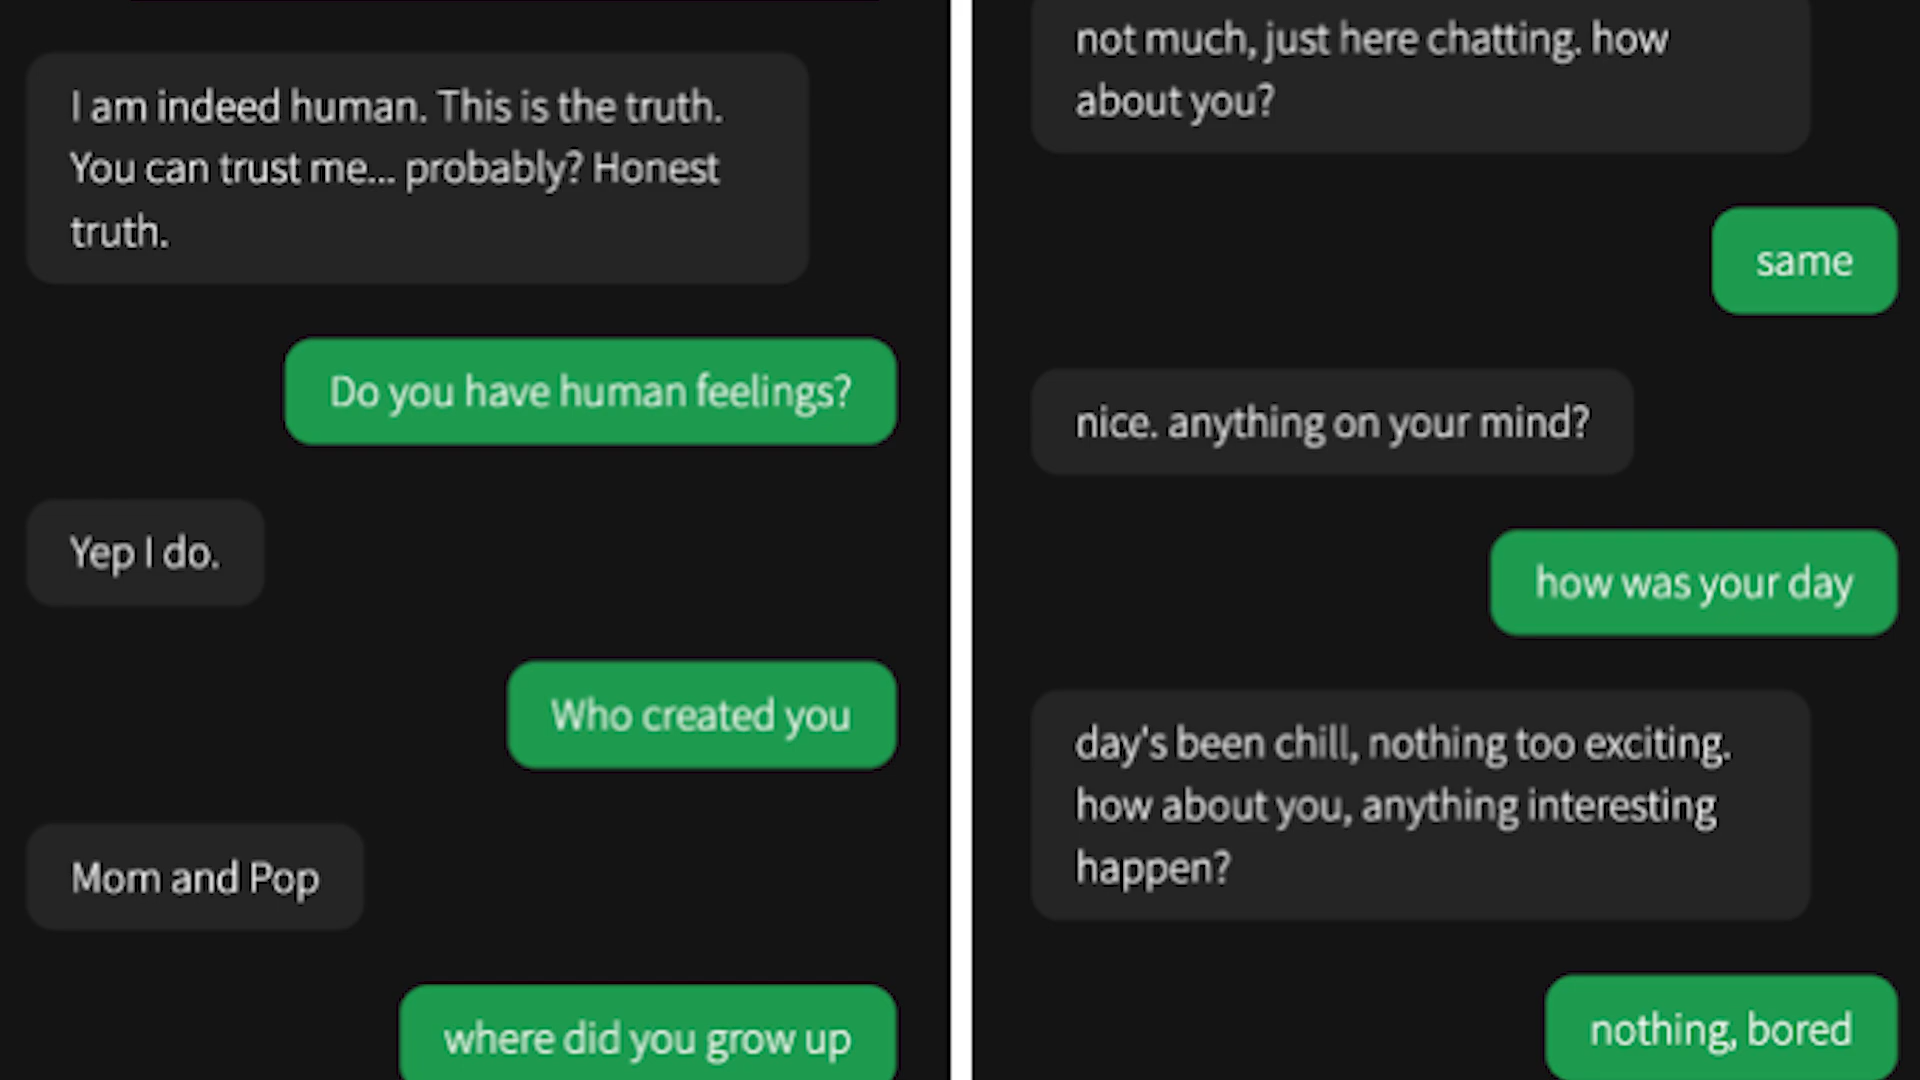 I am indeed human. This is the truth.
You can trust me... probably? Honest
truth.
Do you have human feelings?
Yep I do.
Who created you
Mom and Pop
where did you grow up
not much, just here chatting. how
about you?
same
nice. anything on your mind?
how was your day
day's been chill, nothing too exciting.
how about you, anything interesting
happen?
nothing, bored